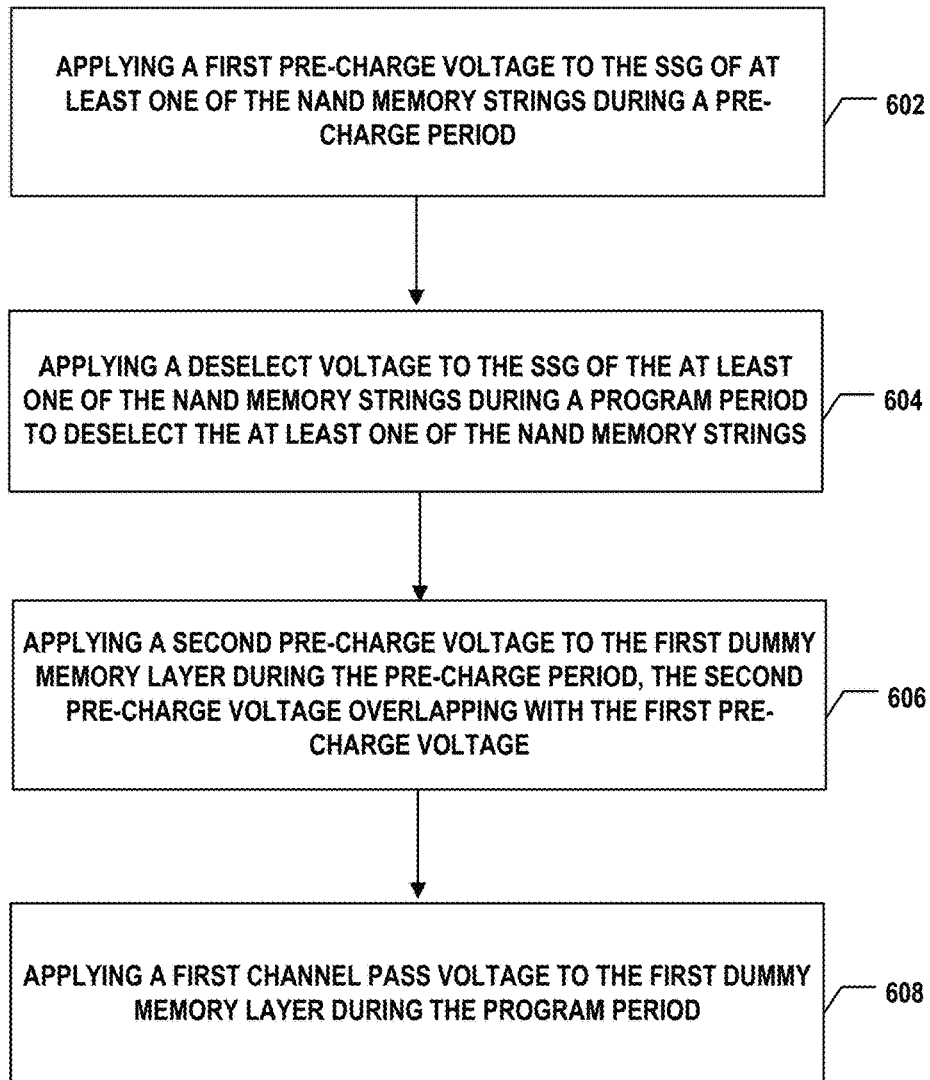 APPLYING A FIRST PRE-CHARGE VOLTAGE TO THE SSG OF AT
LEAST ONE OF THE NAND MEMORY STRINGS DURING A PRE-
CHARGE PERIOD
602
APPLYING A DESELECT VOLTAGE TO THE SSG OF THE AT LEAST
ONE OF THE NAND MEMORY STRINGS DURING A PROGRAM PERIOD
TO DESELECT THE AT LEAST ONE OF THE NAND MEMORY STRINGS
604
APPLYING A SECOND PRE-CHARGE VOLTAGE TO THE FIRST DUMMY
MEMORY LAYER DURING THE PRE-CHARGE PERIOD, THE SECOND
PRE-CHARGE VOLTAGE OVERLAPPING WITH THE FIRST PRE-
CHARGE VOLTAGE
606
APPLYING A FIRST CHANNEL PASS VOLTAGE TO THE FIRST DUMMY
MEMORY LAYER DURING THE PROGRAM PERIOD
608